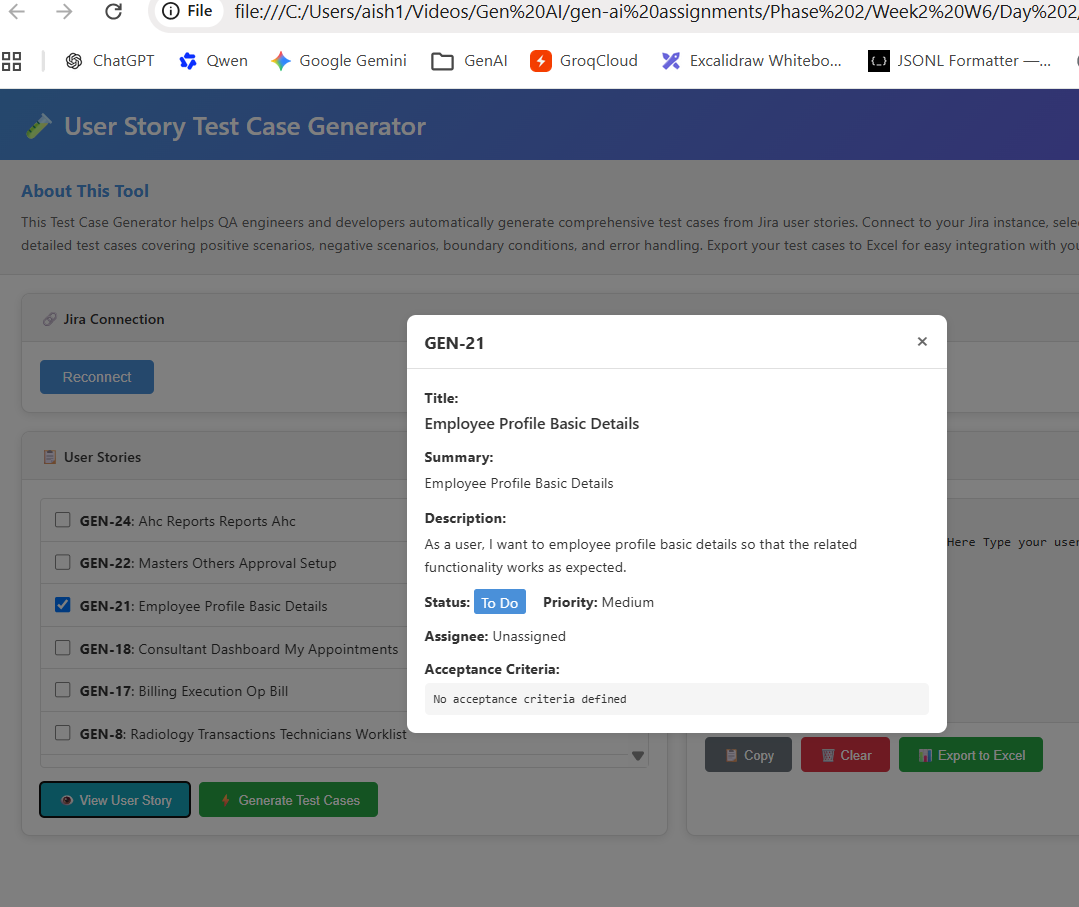 File
file:///C:/Users/aish1/Videos/Gen%20AI/gen-ai%20assignments/Phase%202/Week2%20W6/Day%202/
ChatGPT
Qwen
Google Gemini
GenAI
GroqCloud
Excalidraw Whitebo...
JSONL Formatter —...
User Story Test Case Generator
About This Tool
This Test Case Generator helps QA engineers and developers automatically generate comprehensive test cases from Jira user stories. Connect to your Jira instance, sele
detailed test cases covering positive scenarios, negative scenarios, boundary conditions, and error handling. Export your test cases to Excel for easy integration with you
Jira Connection
Reconnect
User Stories
GEN-24: Ahc Reports Reports Ahc
GEN-22: Masters Others Approval Setup
GEN-21: Employee Profile Basic Details
GEN-18: Consultant Dashboard My Appointments
GEN-17: Billing Execution Op Bill
GEN-8: Radiology Transactions Technicians Worklist
View User Story
Generate Test Cases
GEN-21
×
Title:
Employee Profile Basic Details
Summary:
Employee Profile Basic Details
Description:
As a user, I want to employee profile basic details so that the related
functionality works as expected.
Status: To Do Priority: Medium
Assignee: Unassigned
Acceptance Criteria:
No acceptance criteria defined
Here Type your user
Copy
Clear
Export to Excel